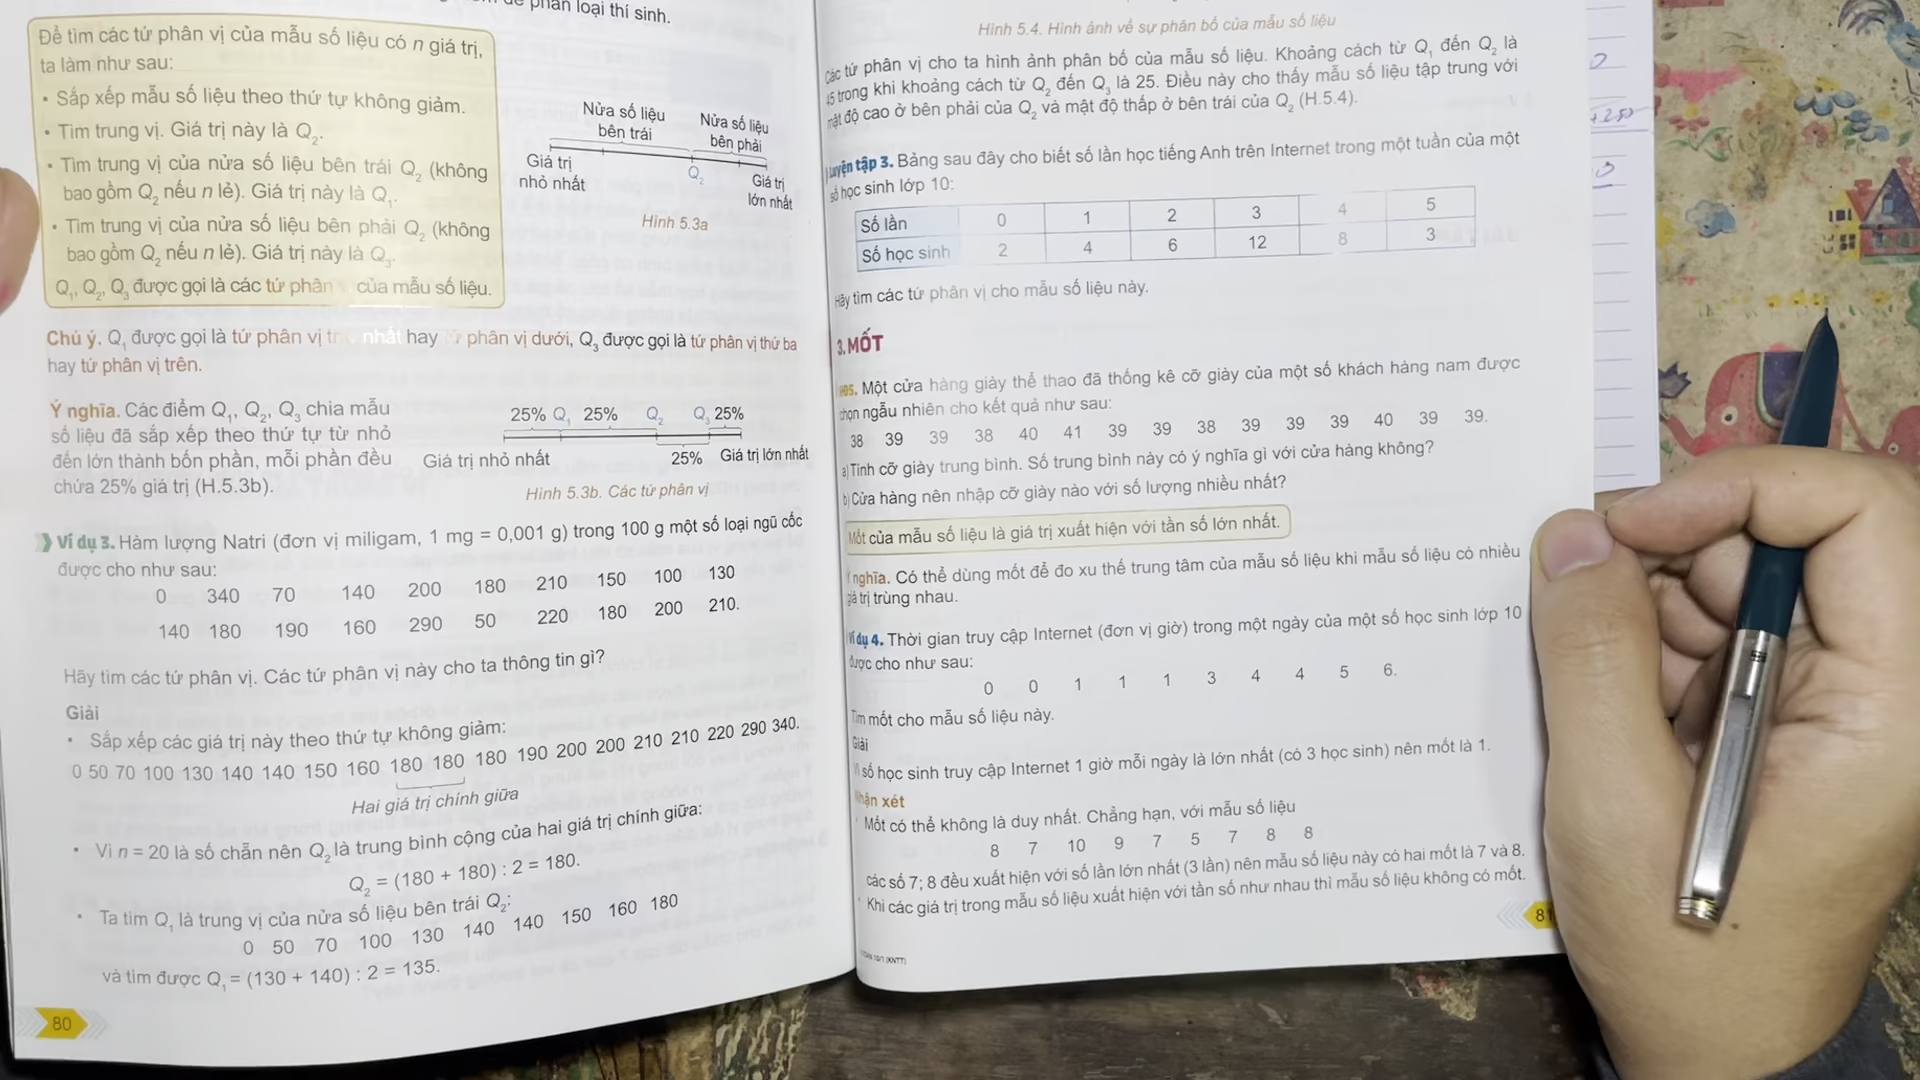 phân loại thí sinh.
Để tìm các tứ phân vị của mẫu số liệu có n giá trị,
ta làm như sau:
• Sắp xếp mẫu số liệu theo thứ tự không giảm.
• Tìm trung vị. Giá trị này là Q2.
• Tìm trung vị của nửa số liệu bên trái Q2 (không
bao gồm Q2 nếu n lẻ). Giá trị này là Q1.
• Tìm trung vị của nửa số liệu bên phải Q2 (không
bao gồm Q2 nếu n lẻ). Giá trị này là Q3.
Q1, Q2, Q3 được gọi là các tứ phân của mẫu số liệu.
Nửa số liệu
bên trái
Nửa số liệu
bên phải
Giá trị
nhỏ nhất
Q2
Giá trị
lớn nhất
Hình 5.3a
Chú ý. Q1 được gọi là tứ phân vị nhất hay phân vị dưới, Q3 được gọi là tứ phân vị thứ ba
hay tứ phân vị trên.
Ý nghĩa. Các điểm Q1, Q2, Q3 chia mẫu
số liệu đã sắp xếp theo thứ tự từ nhỏ
đến lớn thành bốn phần, mỗi phần đều
chứa 25% giá trị (H.5.3b).
25% Q1 25% Q2 Q3 25%
Giá trị nhỏ nhất 25% Giá trị lớn nhất
Hình 5.3b. Các tứ phân vị
Ví dụ 3. Hàm lượng Natri (đơn vị miligam, 1 mg = 0,001 g) trong 100 g một số loại ngũ cốc
được cho như sau:
0 340 70 140 200 180 210 150 100 130
140 180 190 160 290 50 220 180 200 210.
Hãy tìm các tứ phân vị. Các tứ phân vị này cho ta thông tin gì?
Giải
• Sắp xếp các giá trị này theo thứ tự không giảm:
0 50 70 100 130 140 140 150 160 180 180 180 190 200 200 210 210 220 290 340.
Hai giá trị chính giữa
• Vì n = 20 là số chẵn nên Q2 là trung bình cộng của hai giá trị chính giữa:
Q2 = (180 + 180) : 2 = 180.
• Ta tìm Q1 là trung vị của nửa số liệu bên trái Q2:
0 50 70 100 130 140 140 150 160 180
và tìm được Q1 = (130 + 140) : 2 = 135.
80
Hình 5.4. Hình ảnh về sự phân bố của mẫu số liệu
Các tứ phân vị cho ta hình ảnh phân bố của mẫu số liệu. Khoảng cách từ Q1 đến Q2 là
45 trong khi khoảng cách từ Q2 đến Q3 là 25. Điều này cho thấy mẫu số liệu tập trung với
mật độ cao ở bên phải của Q2 và mật độ thấp ở bên trái của Q2 (H.5.4).
Luyện tập 3. Bảng sau đây cho biết số lần học tiếng Anh trên Internet trong một tuần của một
số học sinh lớp 10:
Số lần 0 1 2 3 4 5
Số học sinh 2 4 6 12 8 3
Hãy tìm các tứ phân vị cho mẫu số liệu này.
3. MỐT
HĐ5. Một cửa hàng giày thể thao đã thống kê cỡ giày của một số khách hàng nam được
chọn ngẫu nhiên cho kết quả như sau:
38 39 39 38 40 41 39 39 38 39 39 39 40 39 39.
a) Tính cỡ giày trung bình. Số trung bình này có ý nghĩa gì với cửa hàng không?
b) Cửa hàng nên nhập cỡ giày nào với số lượng nhiều nhất?
Mốt của mẫu số liệu là giá trị xuất hiện với tần số lớn nhất.
Ý nghĩa. Có thể dùng mốt để đo xu thế trung tâm của mẫu số liệu khi mẫu số liệu có nhiều
giá trị trùng nhau.
Ví dụ 4. Thời gian truy cập Internet (đơn vị giờ) trong một ngày của một số học sinh lớp 10
được cho như sau:
0 0 1 1 1 3 4 4 5 6.
Tìm mốt cho mẫu số liệu này.
Giải
Vì số học sinh truy cập Internet 1 giờ mỗi ngày là lớn nhất (có 3 học sinh) nên mốt là 1.
Nhận xét
• Mốt có thể không là duy nhất. Chẳng hạn, với mẫu số liệu
8 7 10 9 7 5 7 8 8
các số 7; 8 đều xuất hiện với số lần lớn nhất (3 lần) nên mẫu số liệu này có hai mốt là 7 và 8.
• Khi các giá trị trong mẫu số liệu xuất hiện với tần số như nhau thì mẫu số liệu không có mốt.
81